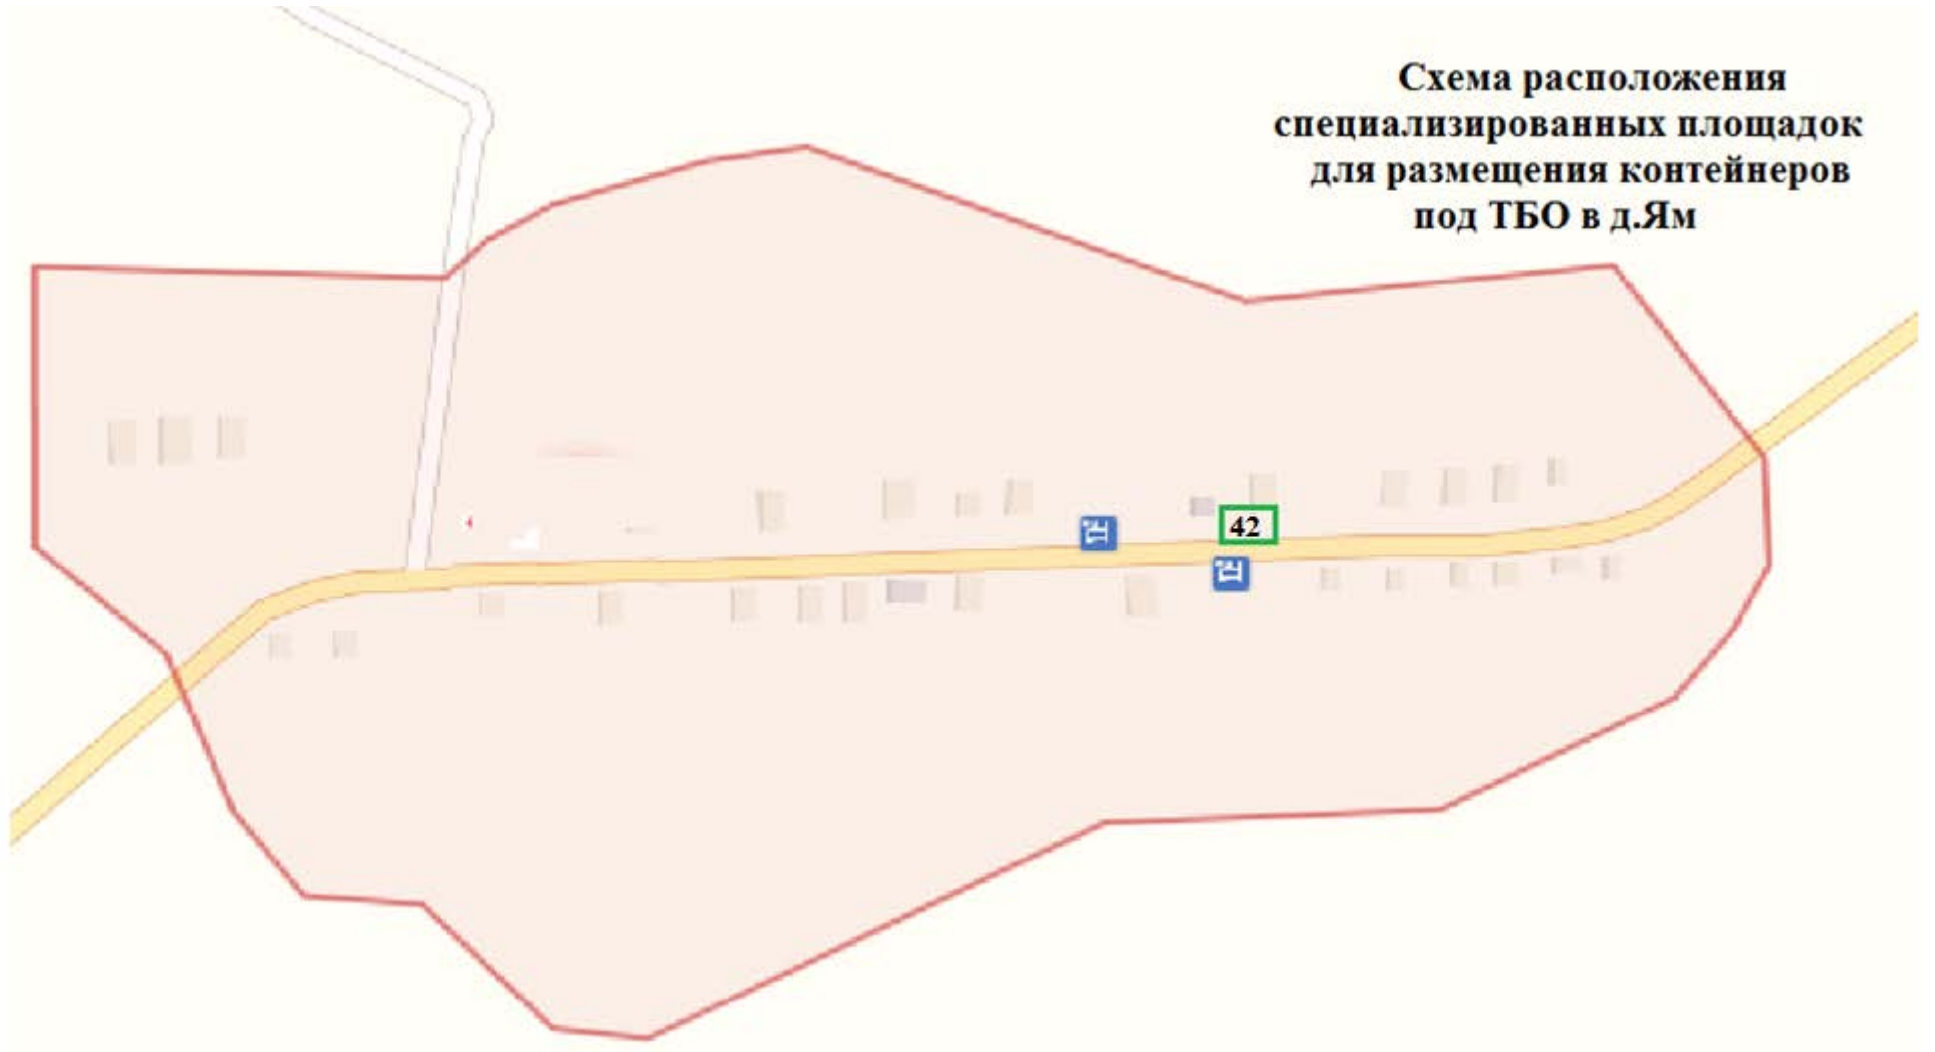 Схема расположения
специализированных площадок
для размещения контейнеров
под ТБО в д.Ям
42